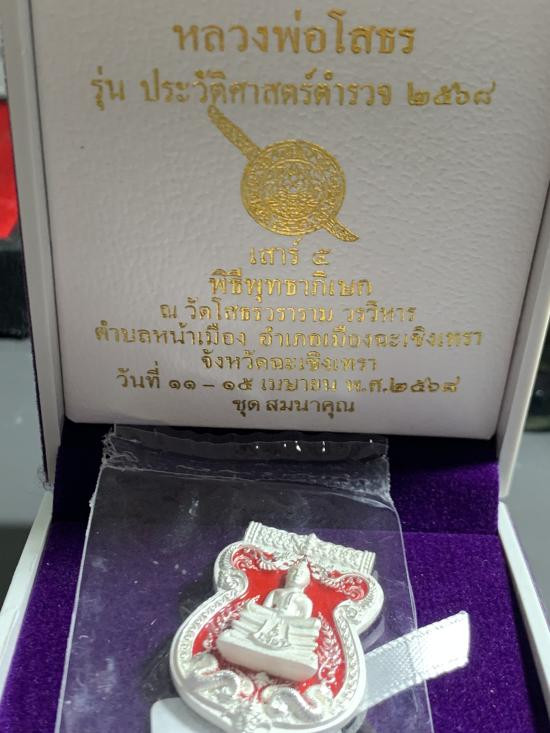 หลวงพ่อโสธร
รุ่น ประวัติศาสตร์ตำรวจ ๒๕๖๘
เสาร์ ๕
พิธีพุทธาภิเษก
ณ วัดโสธรวราราม วรวิหาร
ตำบลหน้าเมือง อำเภอเมืองฉะเชิงเทรา
จังหวัดฉะเชิงเทรา
วันที่ ๑๑ - ๑๕ เมษายน พ.ศ.๒๕๖๘
ชุด สมนาคุณ